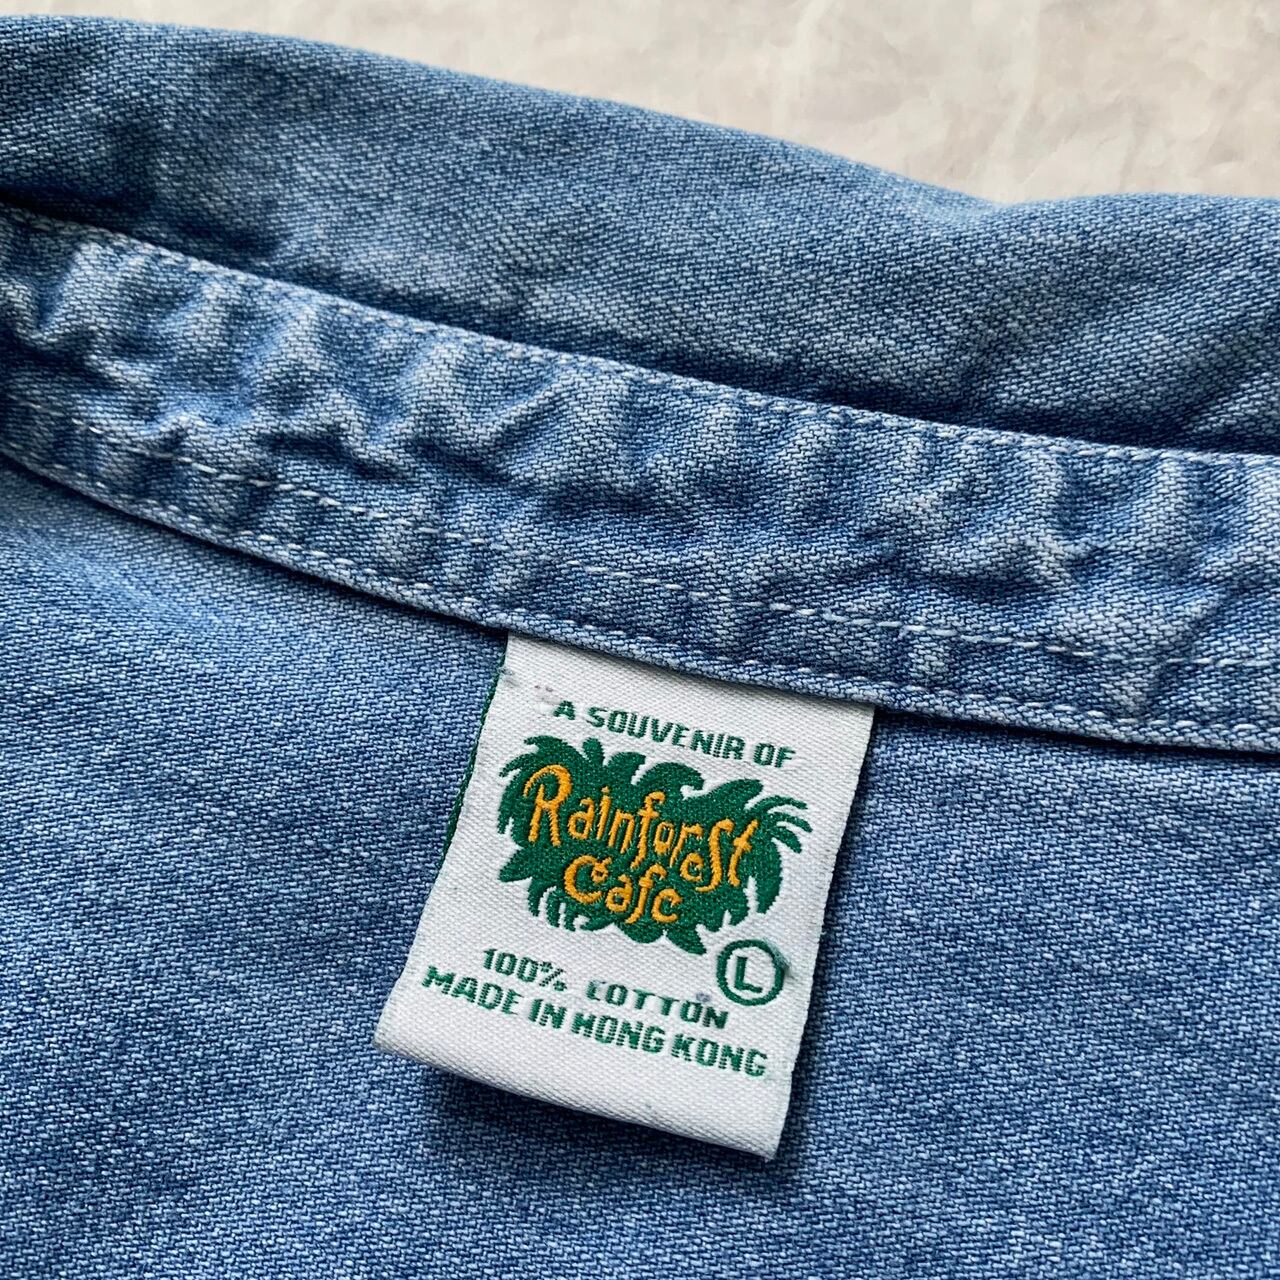 A SOUVENIR OF
Rainforest
Cafe
L
100% COTTON
MADE IN HONG KONG